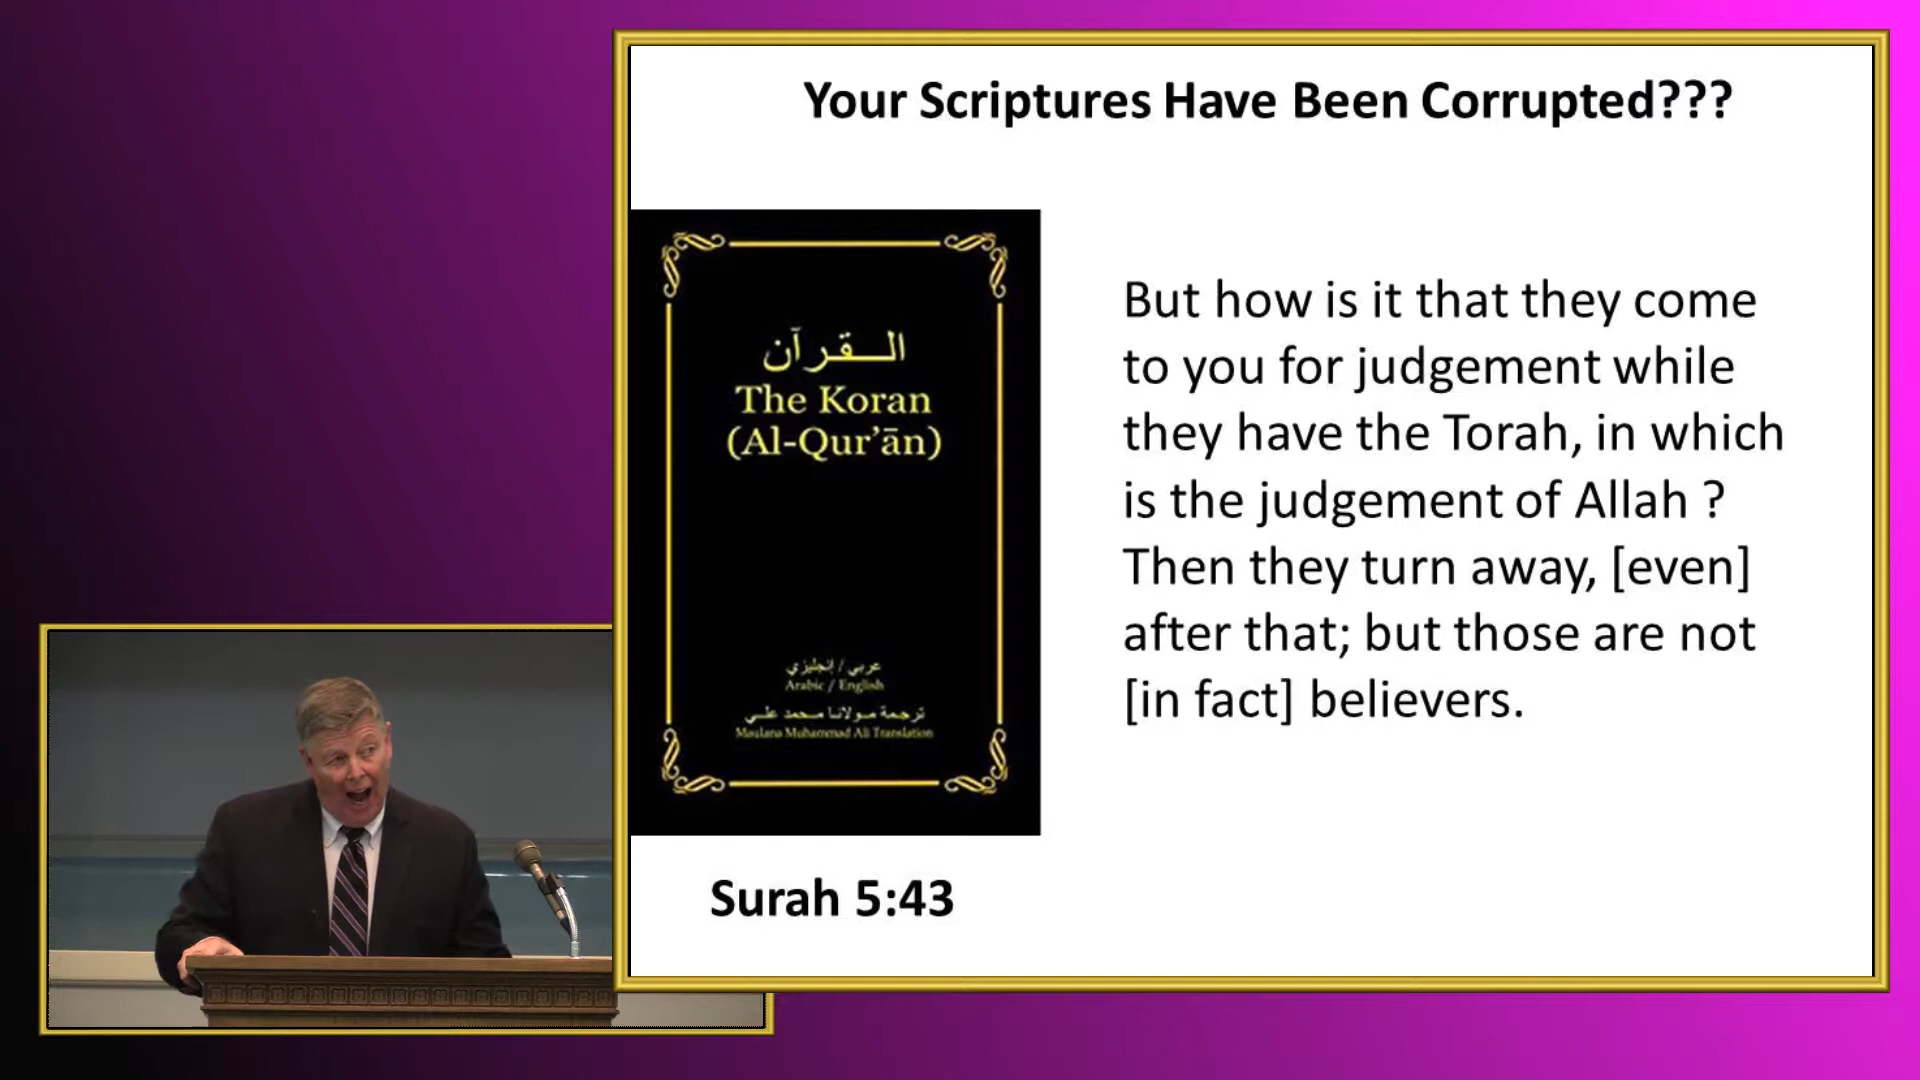 Your Scriptures Have Been Corrupted???
القرآن
The Koran
(Al-Qur’ān)
عربي / إنجليزي
Arabic / English
ترجمة مولانا محمد علي
Maulana Muhammad Ali Translation
Surah 5:43
But how is it that they come
to you for judgement while
they have the Torah, in which
is the judgement of Allah ?
Then they turn away, [even]
after that; but those are not
[in fact] believers.